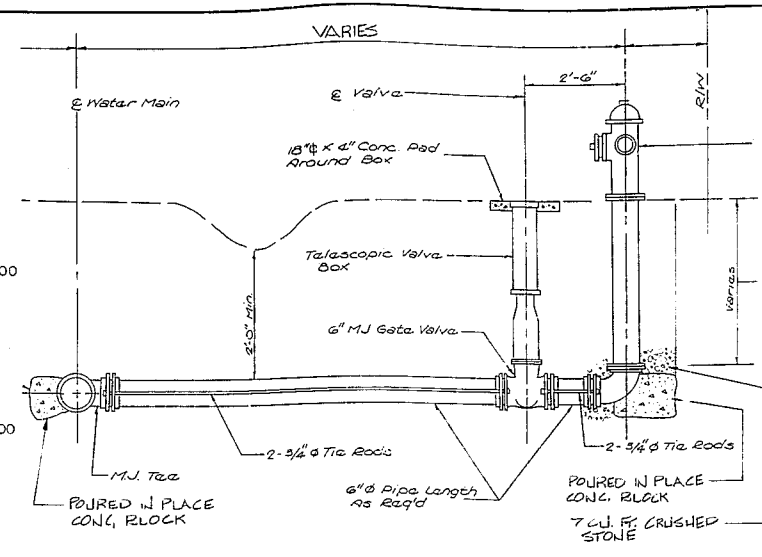 VARIES
2'-6"
R/W
℄ Water Main
℄ Valve
18"ϕ x 4" Conc. Pad
Around Box
Telescopic Valve
Box
Varies
00
2'-0" Min.
6" MJ Gate Valve
00
2-3/4" ϕ Tie Rods
2-3/4" ϕ Tie Rods
M.J. Tee
6"ϕ Pipe Length
As Req'd
POURED IN PLACE
CONC, BLOCK
POURED IN PLACE
CONC. BLOCK
7 CU. FT. CRUSHED
STONE